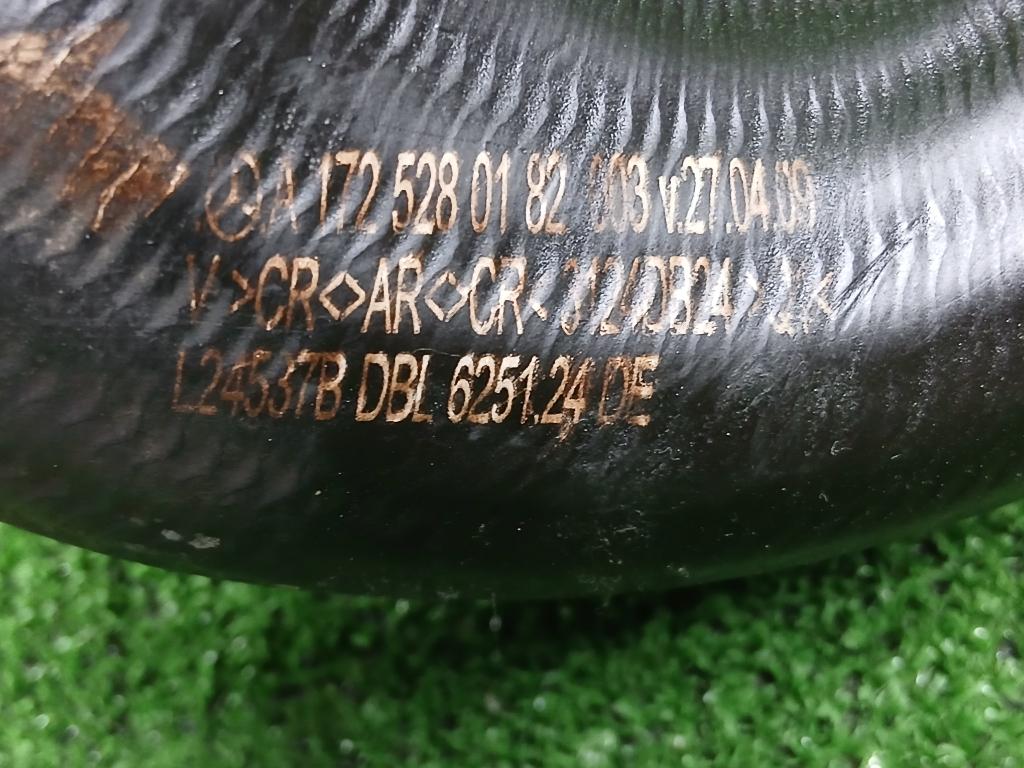 A 172 528 01 82 003 v.27.04.09
V >CR<>AR<>CR<
L24537B DBL 6251.24 DE